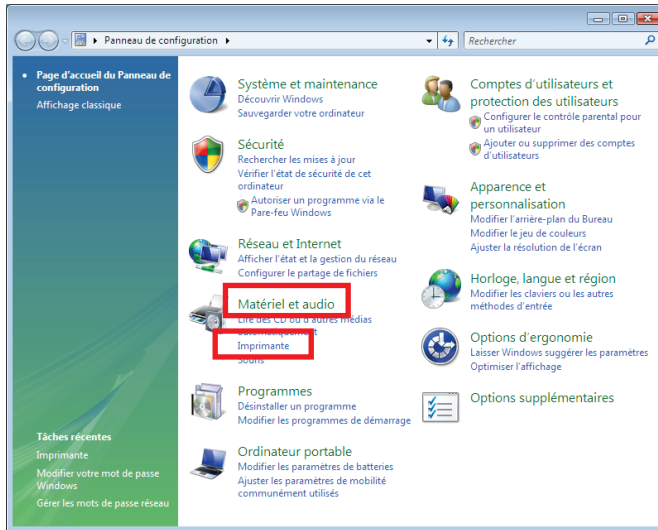 Panneau de configuration
Rechercher
Page d'accueil du Panneau de
configuration
Affichage classique
Système et maintenance
Découvrir Windows
Sauvegarder votre ordinateur
Sécurité
Rechercher les mises à jour
Vérifier l'état de sécurité de cet
ordinateur
Autoriser un programme via le
Pare-feu Windows
Réseau et Internet
Afficher l'état et la gestion du réseau
Configurer le partage de fichiers
Matériel et audio
Lire des CD ou d'autres médias
automatiquement
Imprimante
Souris
Programmes
Désinstaller un programme
Modifier les programmes de démarrage
Ordinateur portable
Modifier les paramètres de batteries
Ajuster les paramètres de mobilité
communément utilisés
Comptes d'utilisateurs et
protection des utilisateurs
Configurer le contrôle parental pour
un utilisateur
Ajouter ou supprimer des comptes
d'utilisateurs
Apparence et
personnalisation
Modifier l'arrière-plan du Bureau
Modifier le jeu de couleurs
Ajuster la résolution de l'écran
Horloge, langue et région
Modifier les claviers ou les autres
méthodes d'entrée
Options d'ergonomie
Laisser Windows suggérer les paramètres
Optimiser l'affichage
Options supplémentaires
Tâches récentes
Imprimante
Modifier votre mot de passe
Windows
Gérer les mots de passe réseau